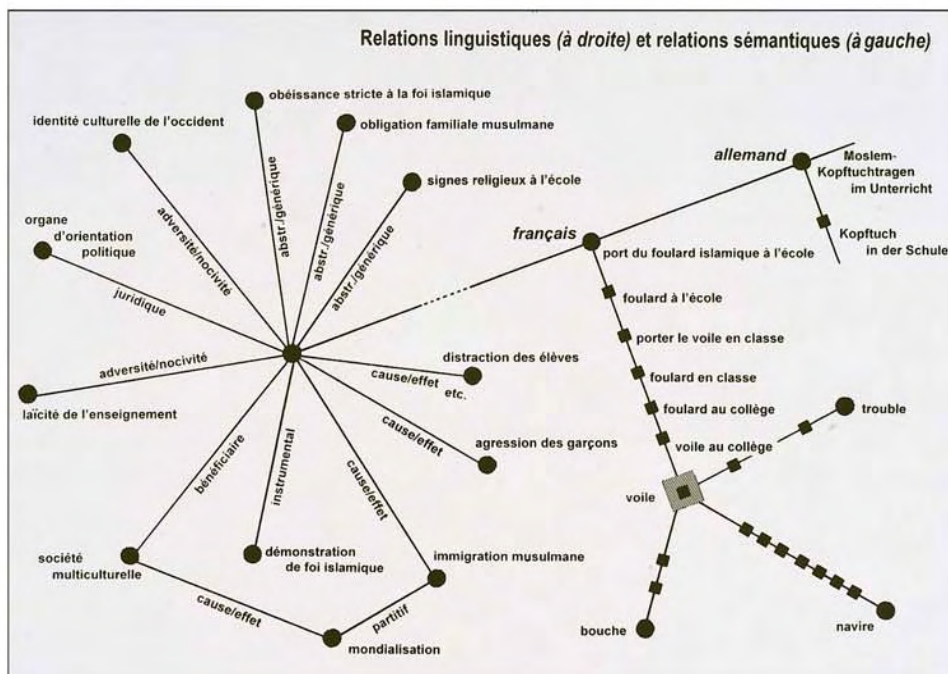 Relations linguistiques (à droite) et relations sémantiques (à gauche)
obéissance stricte à la foi islamique
identité culturelle de l'occident
obligation familiale musulmane
signes religieux à l'école
organe
d'orientation
politique
abstr./générique
abstr./générique
abstr./générique
adversité/nocivité
juridique
adversité/nocivité
laïcité de l'enseignement
distraction des élèves
cause/effet
etc.
cause/effet
agression des garçons
bénéficiaire
instrumental
cause/effet
société
multiculturelle
démonstration
de foi islamique
immigration musulmane
cause/effet
partitif
mondialisation
allemand
Moslem-
Kopftuchtragen
im Unterricht
Kopftuch
in der Schule
français
port du foulard islamique à l'école
foulard à l'école
porter le voile en classe
foulard en classe
foulard au collège
voile au collège
trouble
voile
bouche
navire